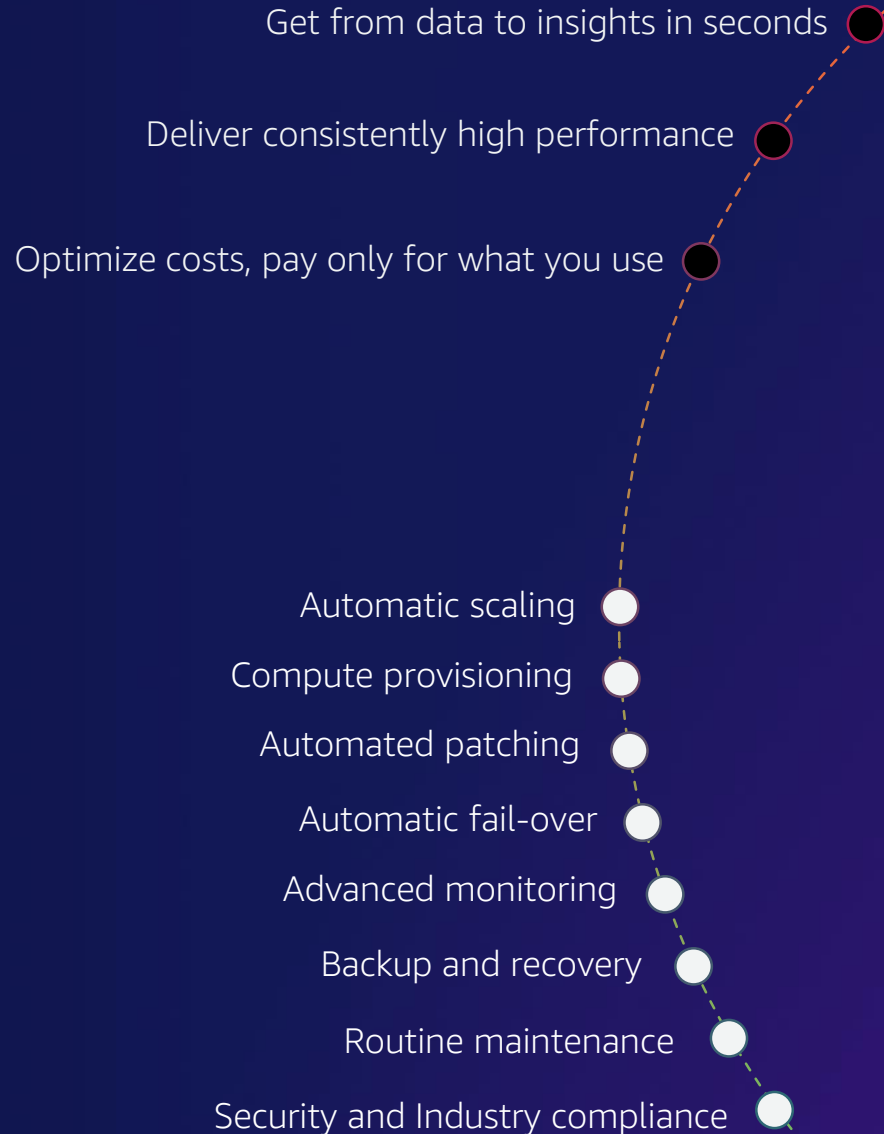 Get from data to insights in seconds
Deliver consistently high performance
Optimize costs, pay only for what you use
Automatic scaling
Compute provisioning
Automated patching
Automatic fail-over
Advanced monitoring
Backup and recovery
Routine maintenance
Security and Industry compliance